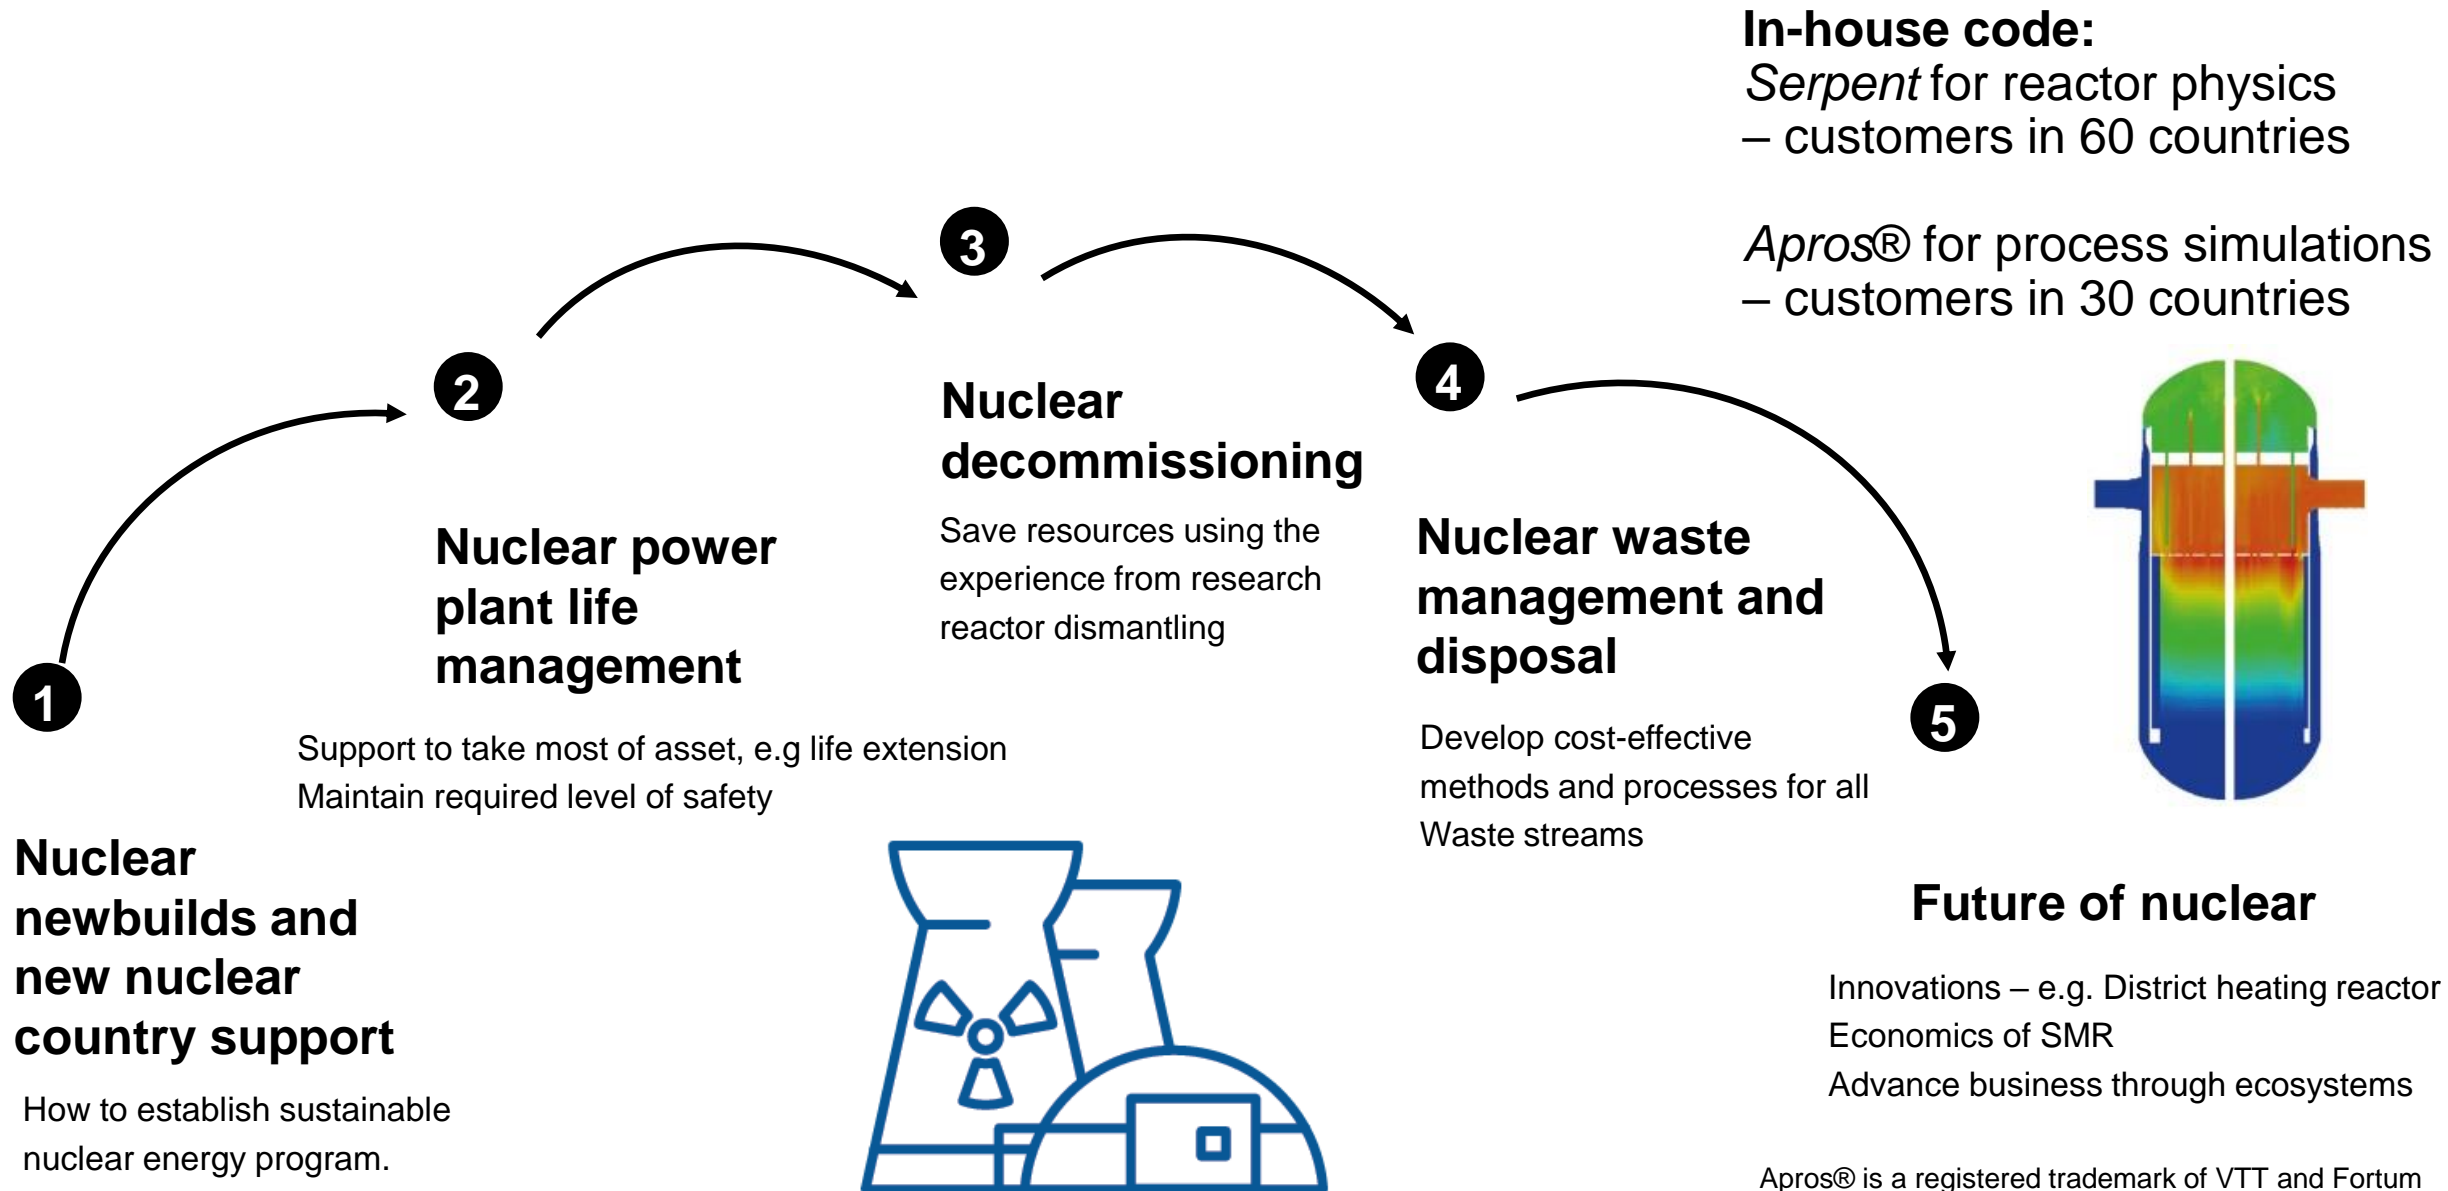 In-house code:
Serpent for reactor physics
– customers in 60 countries
Apros® for process simulations
– customers in 30 countries
1
Nuclear
newbuilds and
new nuclear
country support
How to establish sustainable
nuclear energy program.
2
Nuclear power
plant life
management
Support to take most of asset, e.g life extension
Maintain required level of safety
3
Nuclear
decommissioning
Save resources using the
experience from research
reactor dismantling
4
Nuclear waste
management and
disposal
Develop cost-effective
methods and processes for all
Waste streams
5
Future of nuclear
Innovations – e.g. District heating reactor
Economics of SMR
Advance business through ecosystems
Apros® is a registered trademark of VTT and Fortum